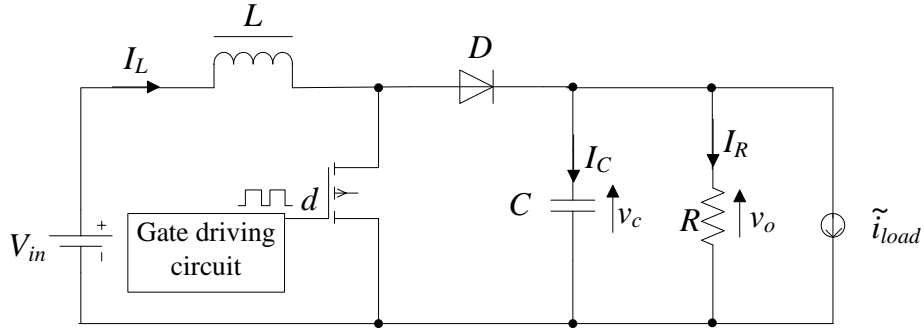 L
D
I_L
I_C
I_R
d
C
v_c
R
v_o
ĩ_load
V_in
+
−
Gate driving
circuit